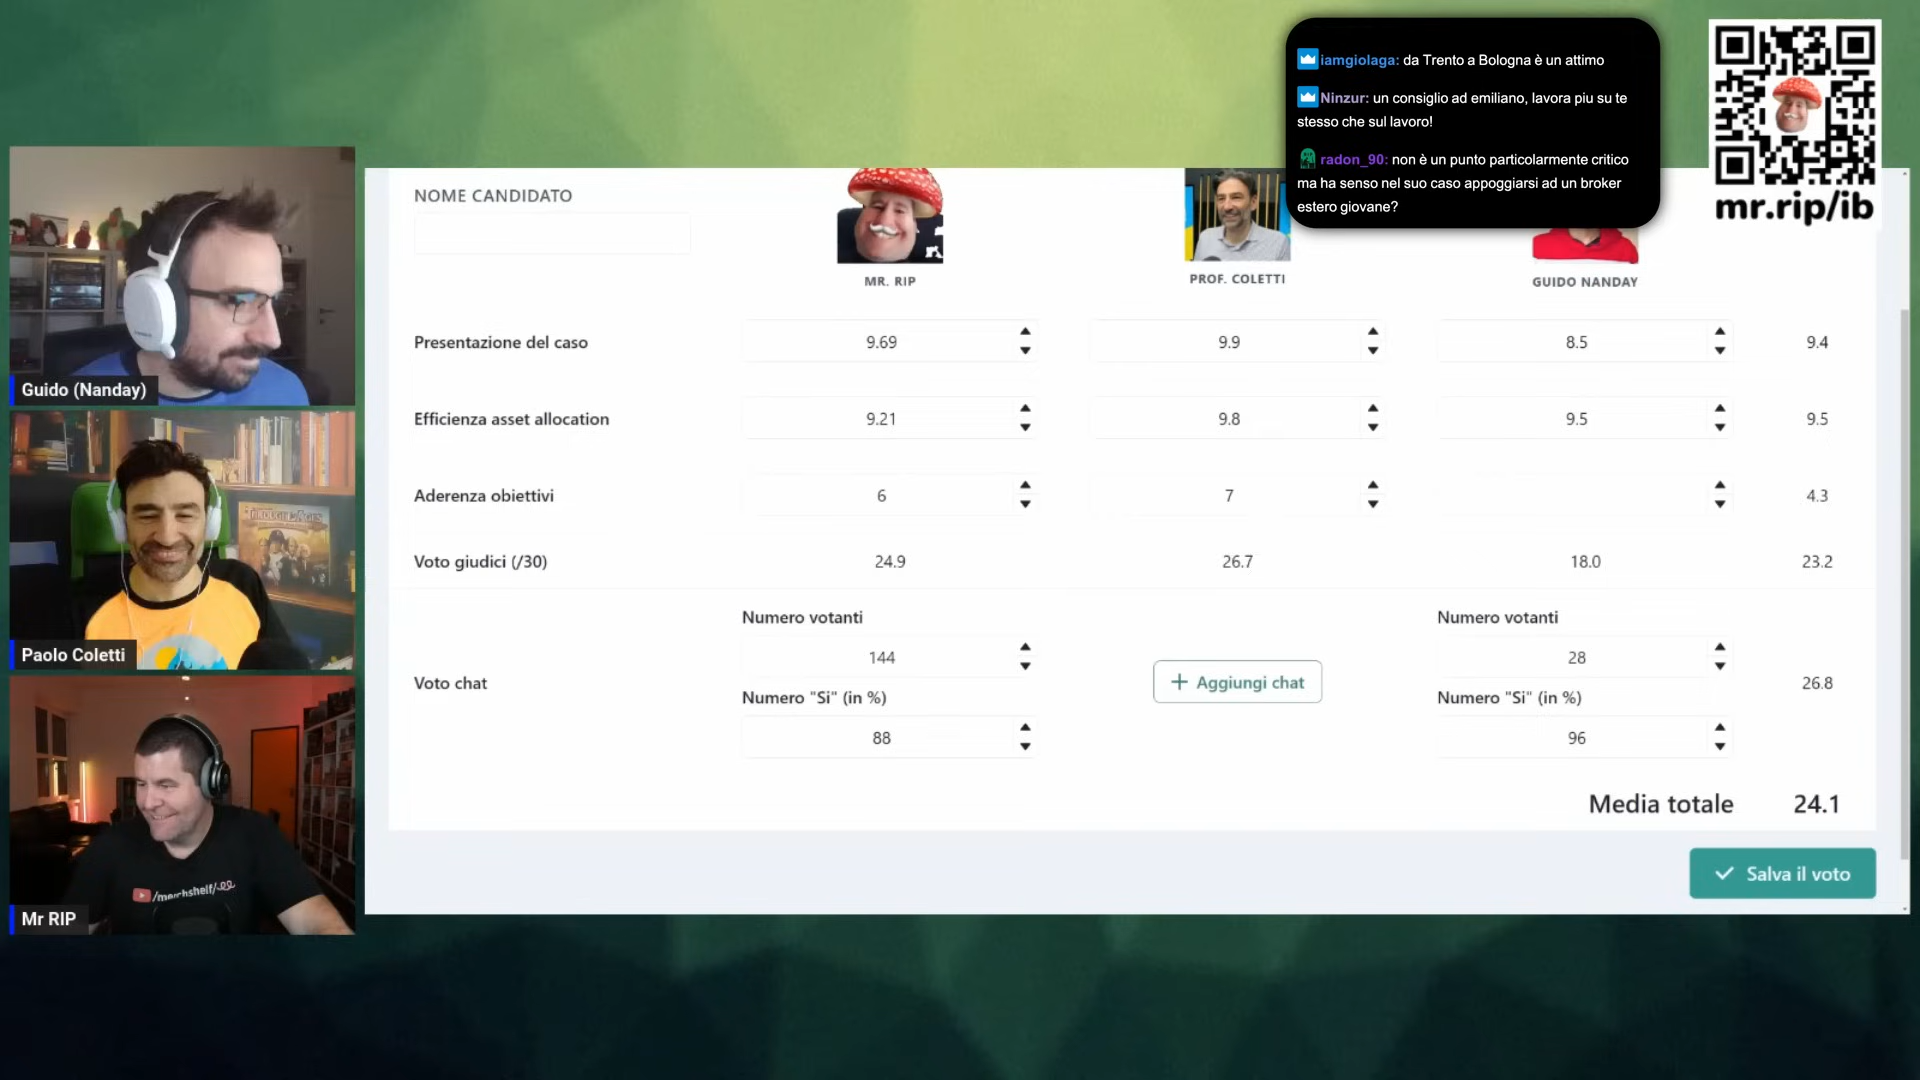 iamgiolaga: da Trento a Bologna è un attimo
Ninzur: un consiglio ad emiliano, lavora piu su te
stesso che sul lavoro!
radon_90: non è un punto particolarmente critico
ma ha senso nel suo caso appoggiarsi ad un broker
estero giovane?
mr.rip/ib
NOME CANDIDATO
MR. RIP
PROF. COLETTI
GUIDO NANDAY
Presentazione del caso
9.69
9.9
8.5
9.4
Efficienza asset allocation
9.21
9.8
9.5
9.5
Aderenza obiettivi
6
7
4.3
Voto giudici (/30)
24.9
26.7
18.0
23.2
Numero votanti
Numero votanti
144
28
Voto chat
+ Aggiungi chat
26.8
Numero "Si" (in %)
Numero "Si" (in %)
88
96
Media totale
24.1
Salva il voto
Guido (Nanday)
THROUGH THE AGES
Paolo Coletti
/merchshelf/
Mr RIP